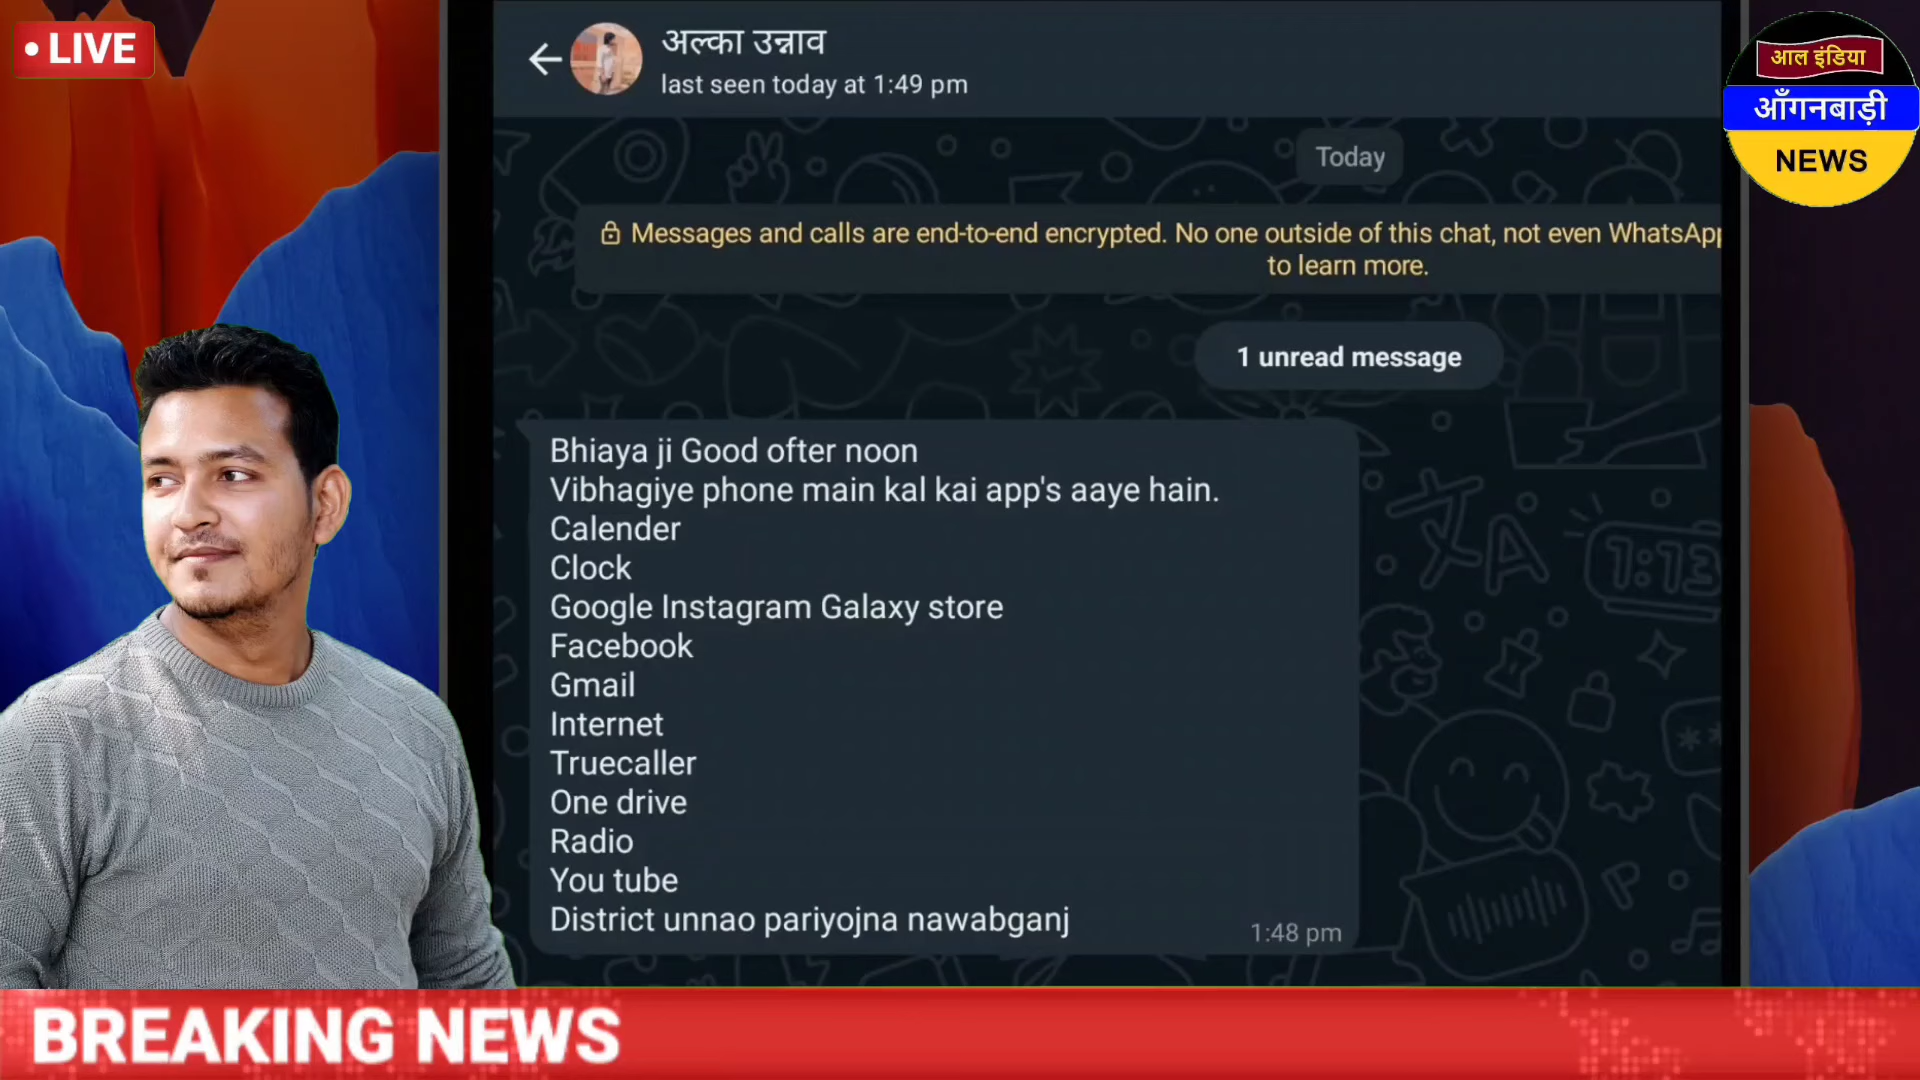 • LIVE
अल्का उन्नाव
last seen today at 1:49 pm
आल इंडिया
आँगनबाड़ी
NEWS
Today
Messages and calls are end-to-end encrypted. No one outside of this chat, not even WhatsApp
to learn more.
1 unread message
Bhiaya ji Good ofter noon
Vibhagiye phone main kal kai app's aaye hain.
Calender
Clock
Google Instagram Galaxy store
Facebook
Gmail
Internet
Truecaller
One drive
Radio
You tube
District unnao pariyojna nawabganj
1:48 pm
BREAKING NEWS